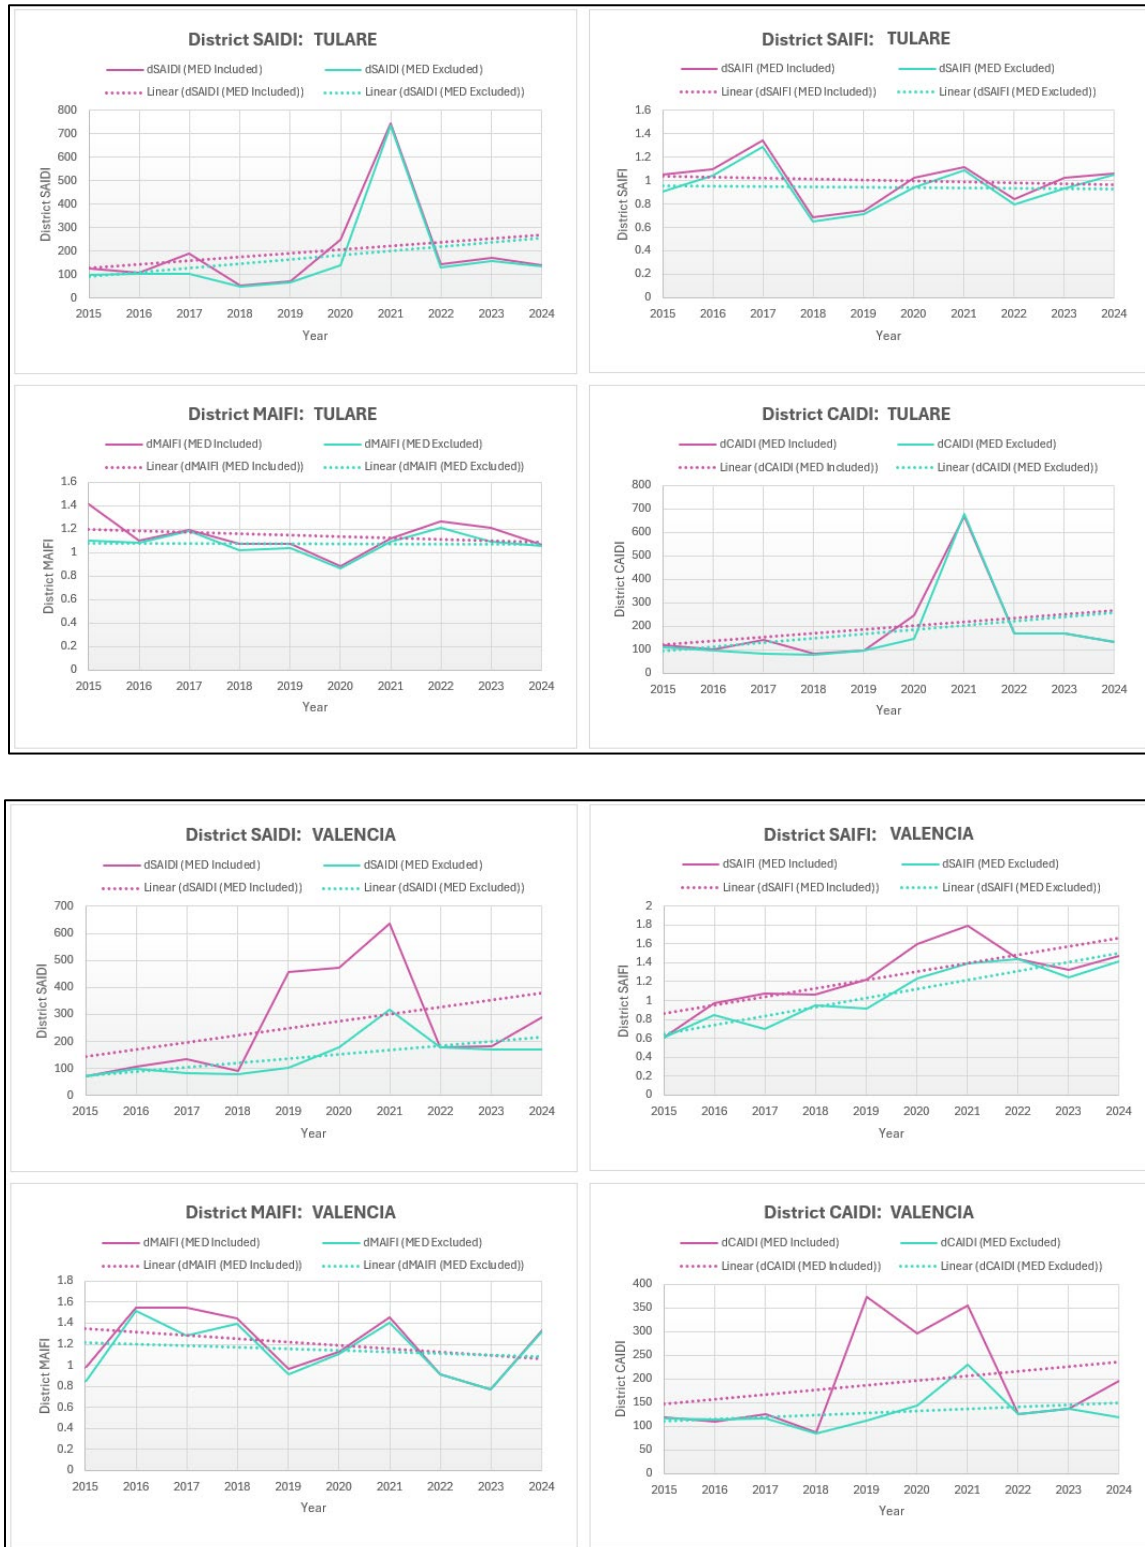 District SAIDI: TULARE
dSAIDI (MED Included)
dSAIDI (MED Excluded)
Linear (dSAIDI (MED Included))
Linear (dSAIDI (MED Excluded))
800
700
600
500
400
300
200
100
0
District SAIDI
2015 2016 2017 2018 2019 2020 2021 2022 2023 2024
Year
District SAIFI: TULARE
dSAIFI (MED Included)
dSAIFI (MED Excluded)
Linear (dSAIFI (MED Included))
Linear (dSAIFI (MED Excluded))
1.6
1.4
1.2
1
0.8
0.6
0.4
0.2
0
District SAIFI
2015 2016 2017 2018 2019 2020 2021 2022 2023 2024
Year
District MAIFI: TULARE
dMAIFI (MED Included)
dMAIFI (MED Excluded)
Linear (dMAIFI (MED Included))
Linear (dMAIFI (MED Excluded))
1.6
1.4
1.2
1
0.8
0.6
0.4
0.2
0
District MAIFI
2015 2016 2017 2018 2019 2020 2021 2022 2023 2024
Year
District CAIDI: TULARE
dCAIDI (MED Included)
dCAIDI (MED Excluded)
Linear (dCAIDI (MED Included))
Linear (dCAIDI (MED Excluded))
800
700
600
500
400
300
200
100
0
District CAIDI
2015 2016 2017 2018 2019 2020 2021 2022 2023 2024
Year
District SAIDI: VALENCIA
dSAIDI (MED Included)
dSAIDI (MED Excluded)
Linear (dSAIDI (MED Included))
Linear (dSAIDI (MED Excluded))
700
600
500
400
300
200
100
0
District SAIDI
2015 2016 2017 2018 2019 2020 2021 2022 2023 2024
Year
District SAIFI: VALENCIA
dSAIFI (MED Included)
dSAIFI (MED Excluded)
Linear (dSAIFI (MED Included))
Linear (dSAIFI (MED Excluded))
2
1.8
1.6
1.4
1.2
1
0.8
0.6
0.4
0.2
0
District SAIFI
2015 2016 2017 2018 2019 2020 2021 2022 2023 2024
Year
District MAIFI: VALENCIA
dMAIFI (MED Included)
dMAIFI (MED Excluded)
Linear (dMAIFI (MED Included))
Linear (dMAIFI (MED Excluded))
1.8
1.6
1.4
1.2
1
0.8
0.6
0.4
0.2
0
District MAIFI
2015 2016 2017 2018 2019 2020 2021 2022 2023 2024
Year
District CAIDI: VALENCIA
dCAIDI (MED Included)
dCAIDI (MED Excluded)
Linear (dCAIDI (MED Included))
Linear (dCAIDI (MED Excluded))
400
350
300
250
200
150
100
50
0
District CAIDI
2015 2016 2017 2018 2019 2020 2021 2022 2023 2024
Year